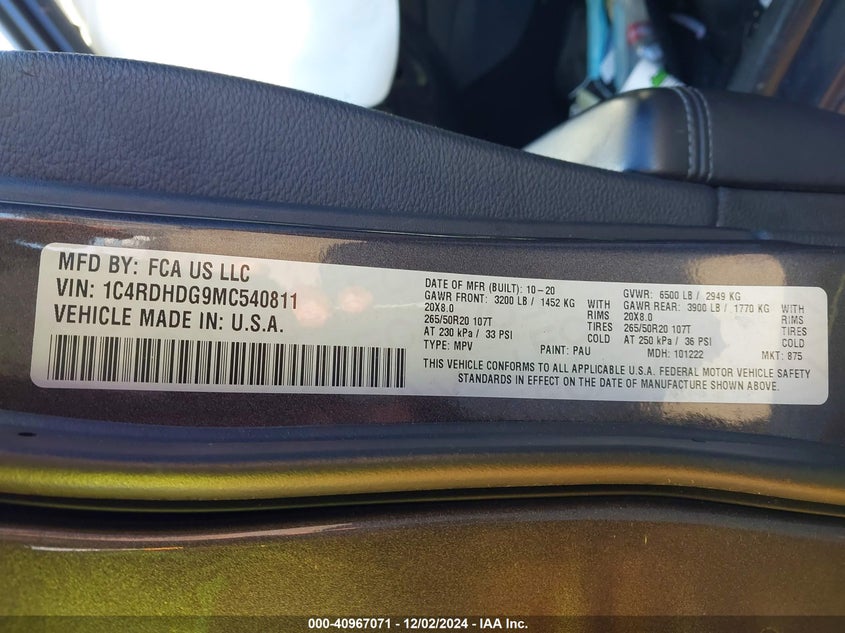 MFD BY: FCA US LLC
VIN: 1C4RDHDG9MC540811
VEHICLE MADE IN: U.S.A.
DATE OF MFR (BUILT): 10-20
GAWR FRONT: 3200 LB / 1452 KG
20X8.0 RIMS
265/50R20 107T TIRES
AT 230 kPa / 33 PSI COLD
TYPE: MPV PAINT: PAU
GVWR: 6500 LB / 2949 KG
GAWR REAR: 3900 LB / 1770 KG
20X8.0 RIMS
265/50R20 107T TIRES
AT 250 kPa / 36 PSI COLD
MDH: 101222 MKT: 875
THIS VEHICLE CONFORMS TO ALL APPLICABLE U.S.A. FEDERAL MOTOR VEHICLE SAFETY
STANDARDS IN EFFECT ON THE DATE OF MANUFACTURE SHOWN ABOVE.
000-40967071 - 12/02/2024 - IAA Inc.